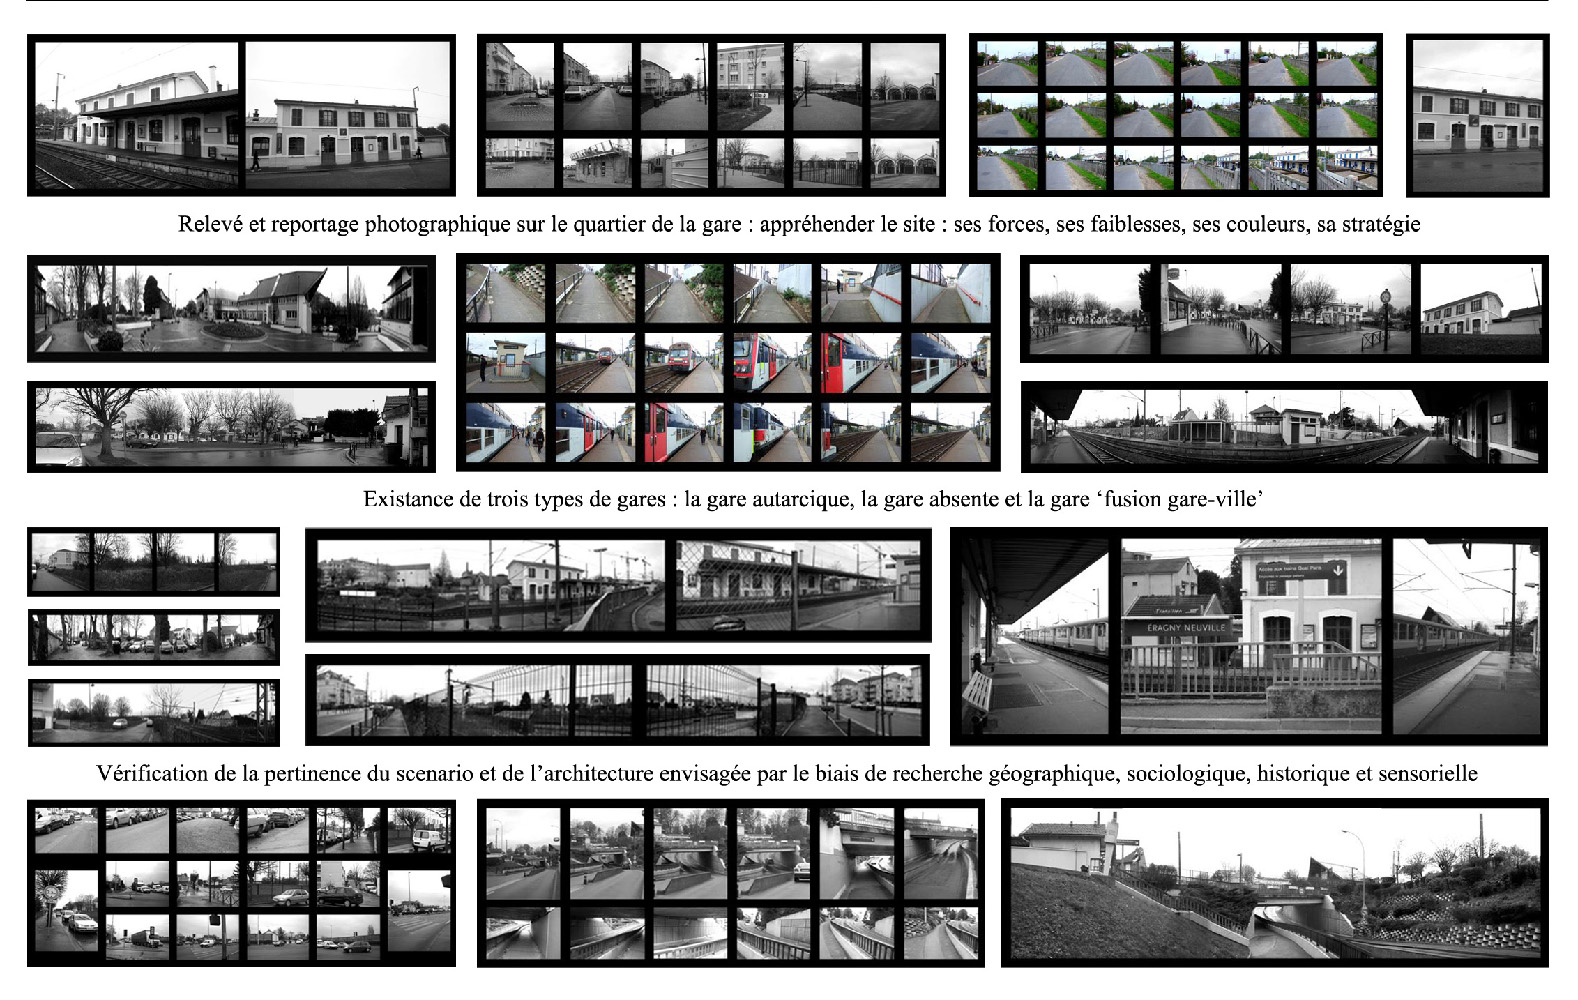 Relevé et reportage photographique sur le quartier de la gare : appréhender le site : ses forces, ses faiblesses, ses couleurs, sa stratégie
Existance de trois types de gares : la gare autarcique, la gare absente et la gare ‘fusion gare-ville’
ERAGNY NEUVILLE
Vérification de la pertinence du scenario et de l’architecture envisagée par le biais de recherche géographique, sociologique, historique et sensorielle